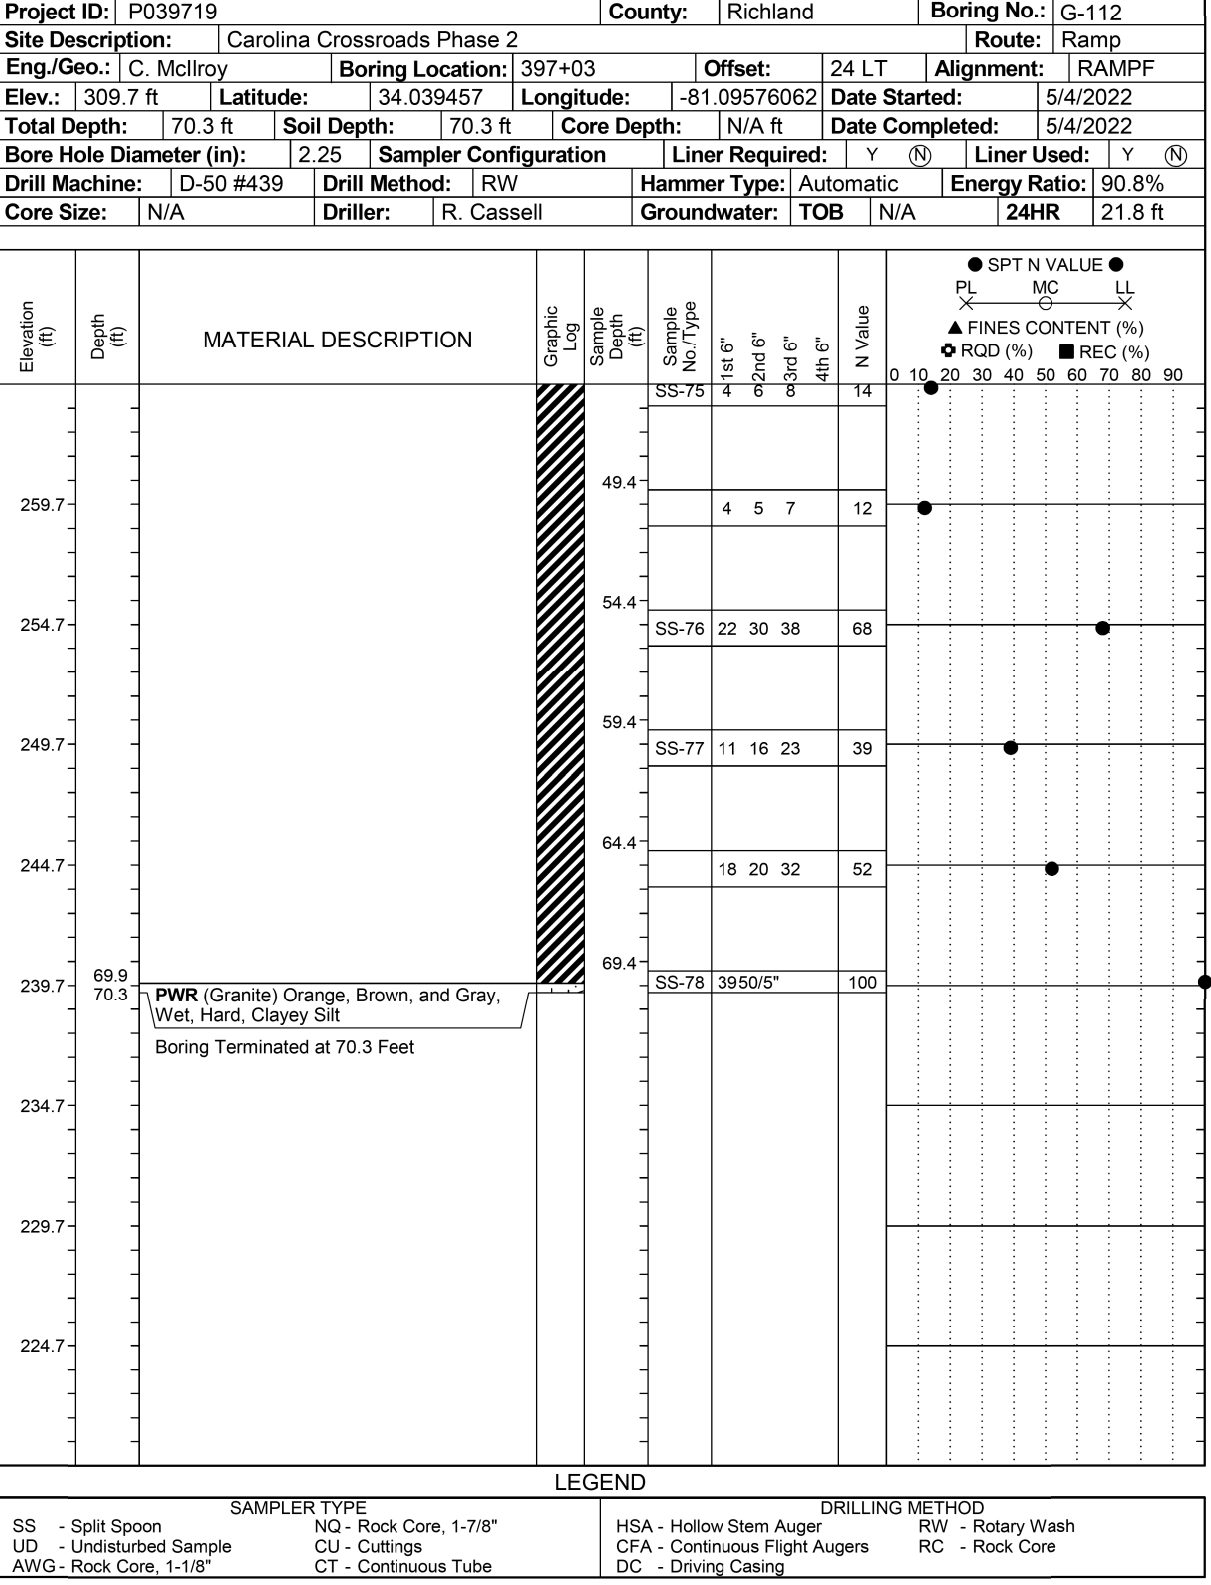 Project ID: P039719 County: Richland Boring No.: G-112
Site Description: Carolina Crossroads Phase 2 Route: Ramp
Eng./Geo.: C. McIlroy Boring Location: 397+03 Offset: 24 LT Alignment: RAMPF
Elev.: 309.7 ft Latitude: 34.039457 Longitude: -81.09576062 Date Started: 5/4/2022
Total Depth: 70.3 ft Soil Depth: 70.3 ft Core Depth: N/A ft Date Completed: 5/4/2022
Bore Hole Diameter (in): 2.25 Sampler Configuration Liner Required: Y N Liner Used: Y N
Drill Machine: D-50 #439 Drill Method: RW Hammer Type: Automatic Energy Ratio: 90.8%
Core Size: N/A Driller: R. Cassell Groundwater: TOB N/A 24HR 21.8 ft
Elevation (ft)
Depth (ft)
MATERIAL DESCRIPTION
Graphic Log
Sample Depth (ft)
Sample No./Type
1st 6"
2nd 6"
3rd 6"
4th 6"
N Value
● SPT N VALUE ●
PL MC LL
▲ FINES CONTENT (%)
RQD (%) ■ REC (%)
0 10 20 30 40 50 60 70 80 90
SS-75 4 6 8 14
49.4
259.7 4 5 7 12
54.4
254.7 SS-76 22 30 38 68
59.4
249.7 SS-77 11 16 23 39
64.4
244.7 18 20 32 52
69.4
69.9
239.7 SS-78 39 50/5" 100
70.3 PWR (Granite) Orange, Brown, and Gray,
Wet, Hard, Clayey Silt
Boring Terminated at 70.3 Feet
234.7
229.7
224.7
LEGEND
SAMPLER TYPE DRILLING METHOD
SS - Split Spoon NQ - Rock Core, 1-7/8" HSA - Hollow Stem Auger RW - Rotary Wash
UD - Undisturbed Sample CU - Cuttings CFA - Continuous Flight Augers RC - Rock Core
AWG - Rock Core, 1-1/8" CT - Continuous Tube DC - Driving Casing